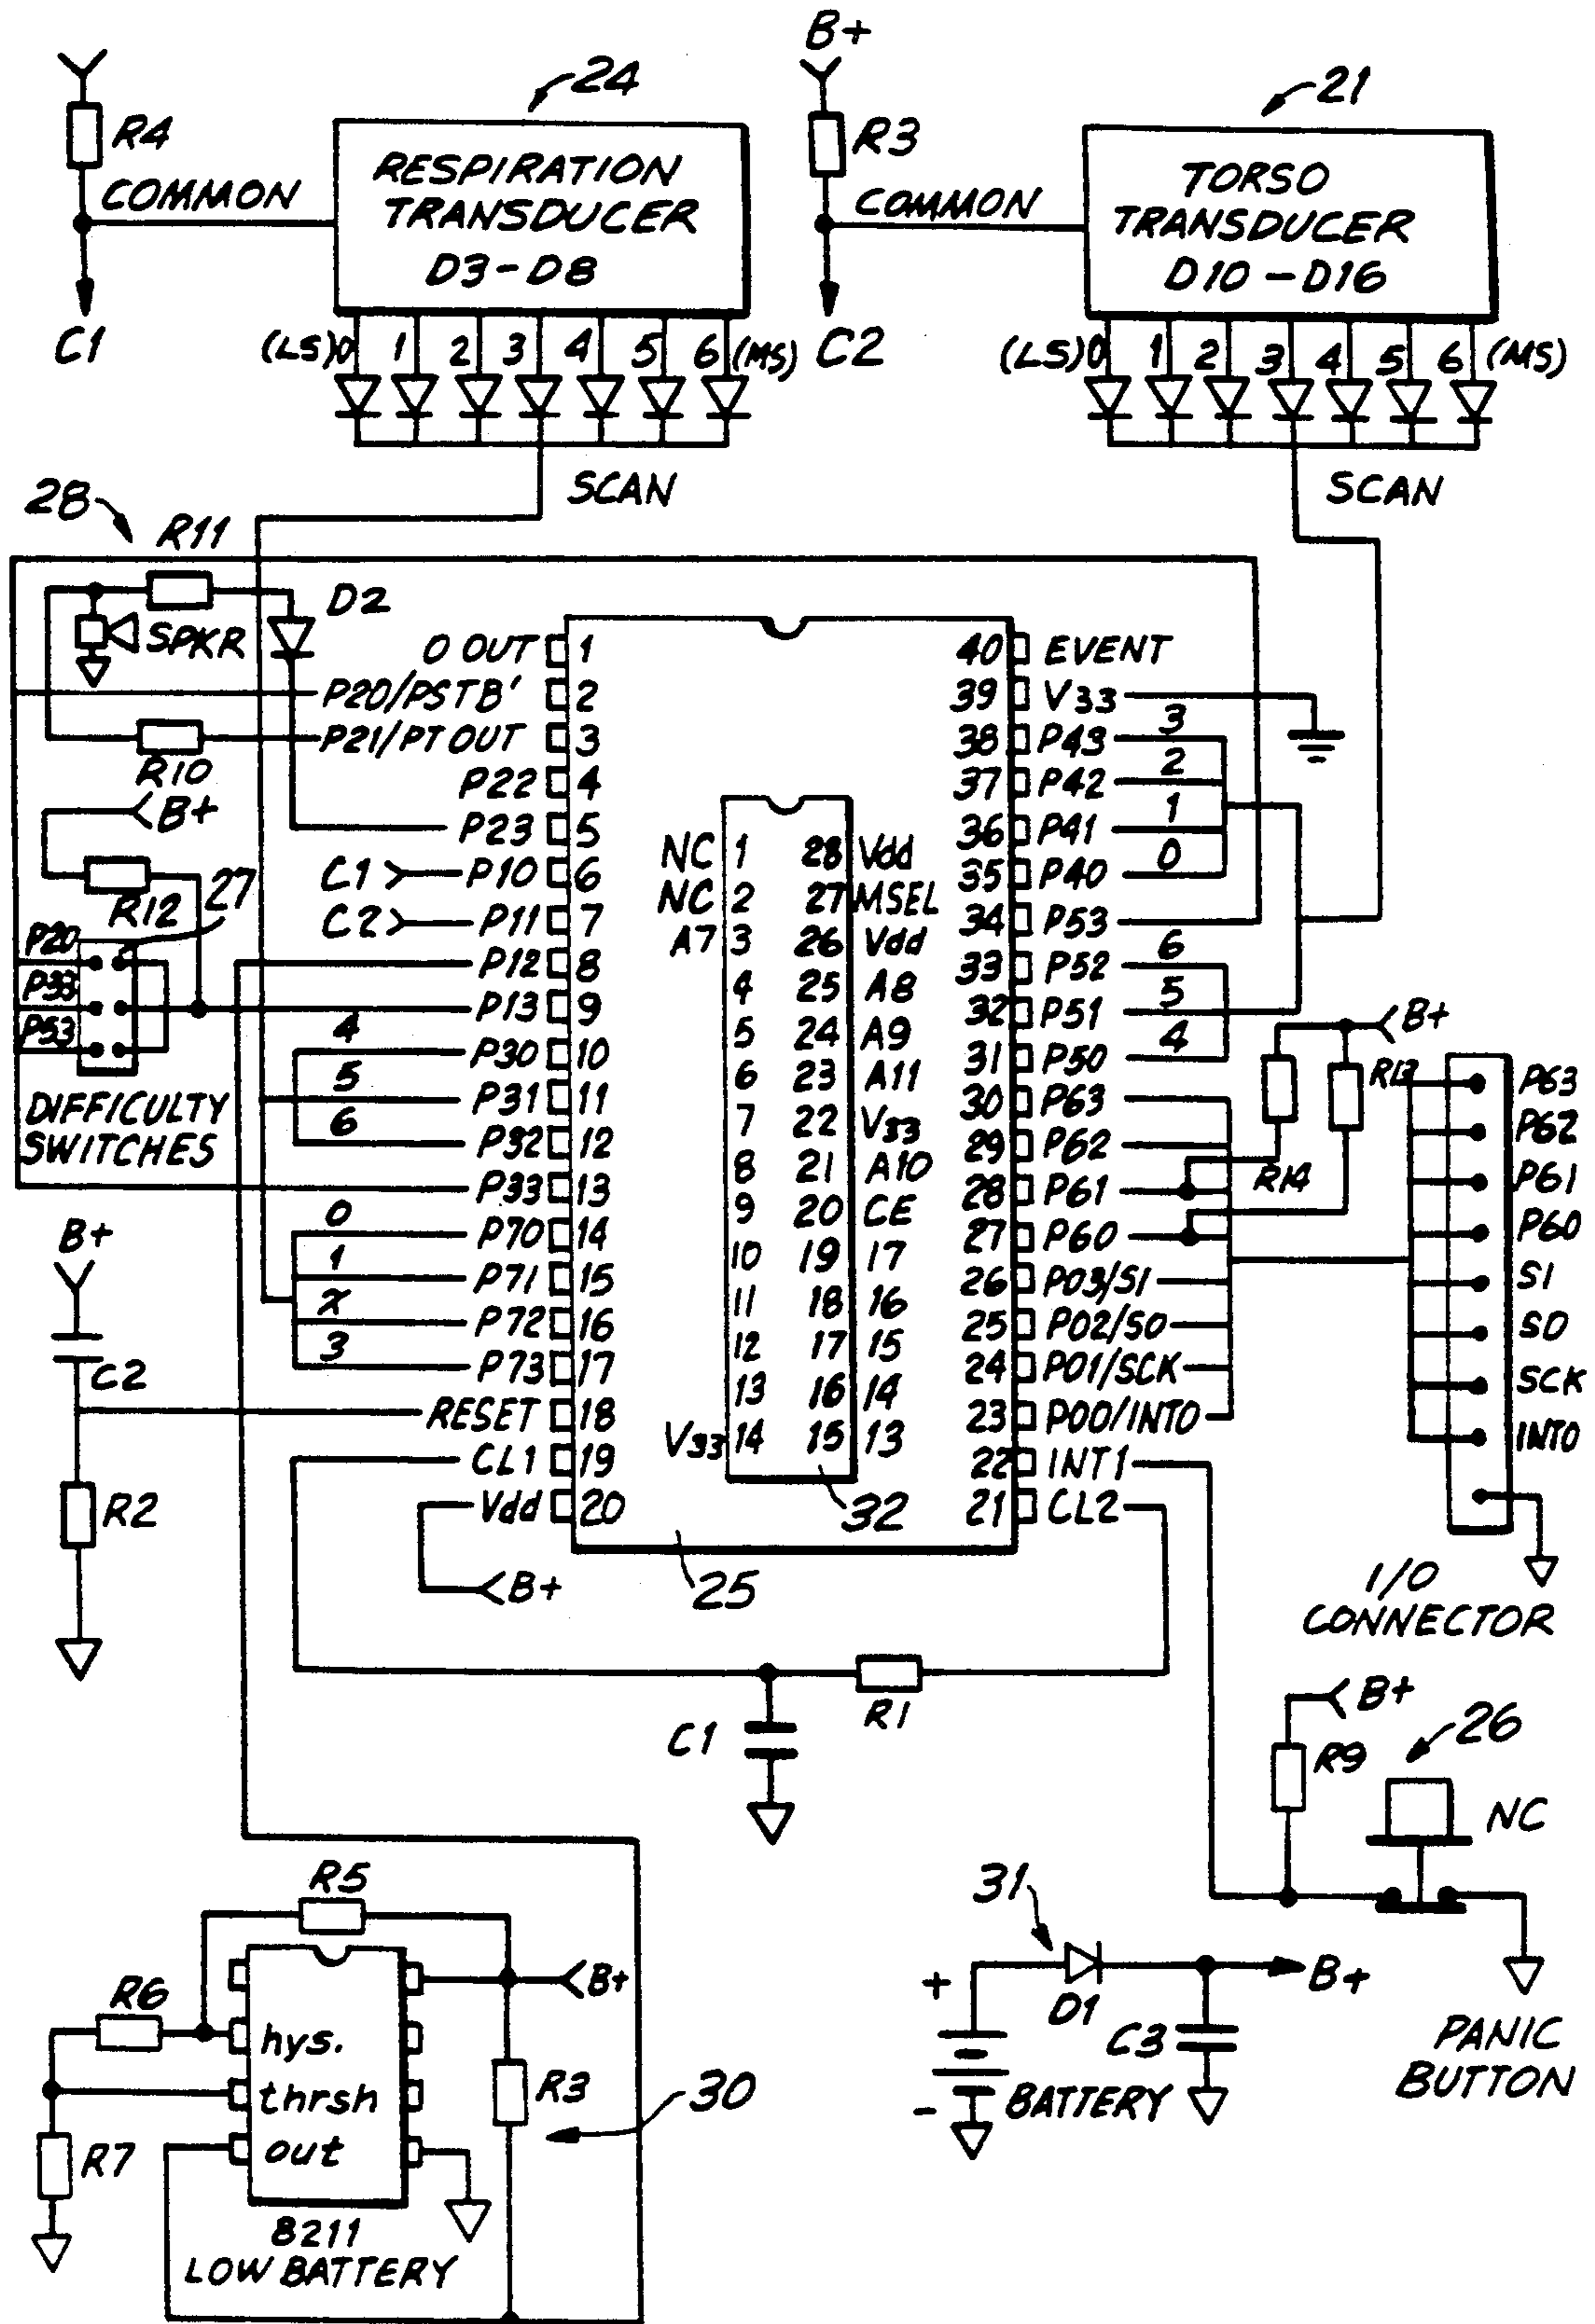 B+
24
21
R4
R3
COMMON
RESPIRATION
TRANSDUCER
D3-D8
COMMON
TORSO
TRANSDUCER
D10-D16
C1
(LS)0 1 2 3 4 5 6(MS)
C2
(LS)0 1 2 3 4 5 6(MS)
SCAN
SCAN
28
R11
D2
SPKR
R10
B+
R12
27
P20
P33
P53
DIFFICULTY
SWITCHES
0 OUT 1
P20/PSTB' 2
P21/PT OUT 3
P22 4
P23 5
C1 P10 6
C2 P11 7
P12 8
P13 9
4 P30 10
5 P31 11
6 P32 12
P33 13
0 P70 14
1 P71 15
2 P72 16
3 P73 17
RESET 18
CL1 19
Vdd 20
B+
B+
C2
R2
NC 1 28 Vdd
NC 2 27 MSEL
A7 3 26 Vdd
4 25 A8
5 24 A9
6 23 A11
7 22 V33
8 21 A10
9 20 CE
10 19 17
11 18 16
12 17 15
13 16 14
V33 14 15 13
32
25
40 EVENT
39 V33
38 P43 3
37 P42 2
36 P41 1
35 P40 0
34 P53
33 P52 6
32 P51 5
31 P50 4
30 P63
29 P62
28 P61
27 P60
26 P03/SI
25 P02/SO
24 P01/SCK
23 P00/INT0
22 INT1
21 CL2
B+
R13
R14
P63
P62
P61
P60
SI
SO
SCK
INT0
I/O
CONNECTOR
R1
C1
B+
R9
26
NC
PANIC
BUTTON
31
+
D1
B+
C3
-
BATTERY
R5
B+
R6
hys.
thrsh
out
R3
30
R7
8211
LOW BATTERY